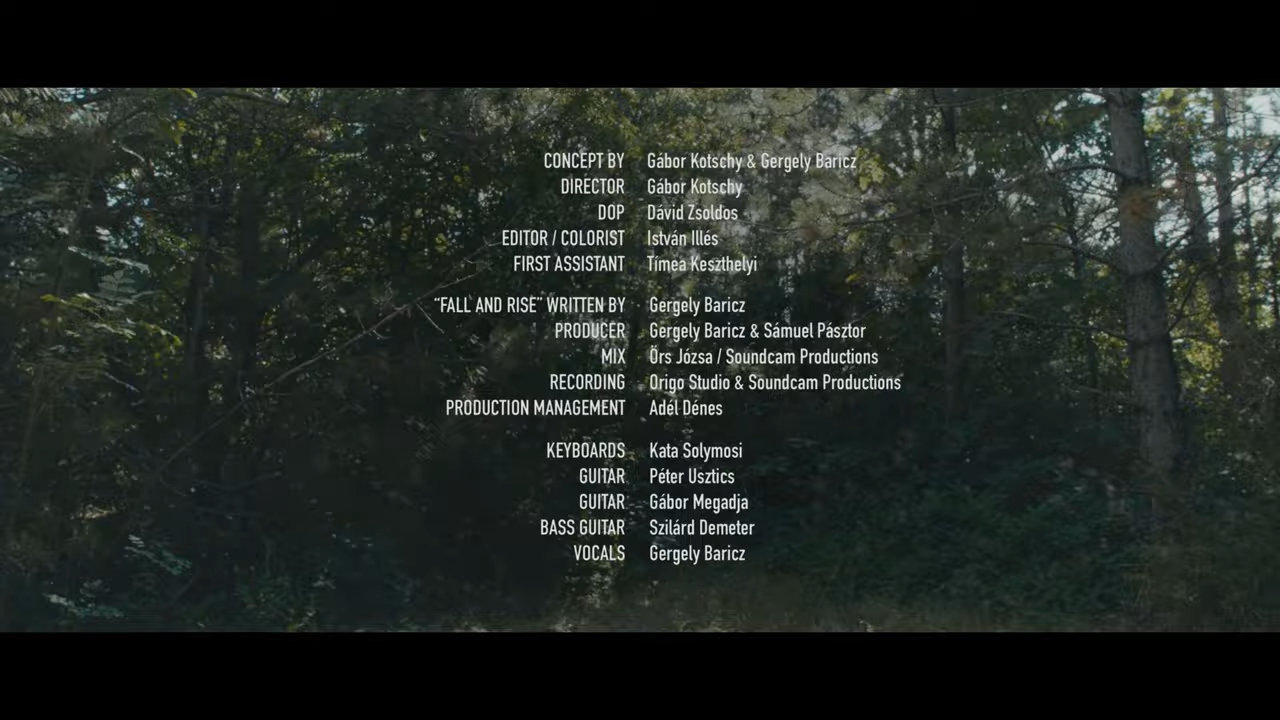 CONCEPT BY Gábor Kotschy & Gergely Baricz
DIRECTOR Gábor Kotschy
DOP Dávid Zsoldos
EDITOR / COLORIST István Illés
FIRST ASSISTANT Tímea Keszthelyi
“FALL AND RISE” WRITTEN BY Gergely Baricz
PRODUCER Gergely Baricz & Sámuel Pásztor
MIX Örs Józsa / Soundcam Productions
RECORDING Origo Studio & Soundcam Productions
PRODUCTION MANAGEMENT Adél Dénes
KEYBOARDS Kata Solymosi
GUITAR Péter Usztics
GUITAR Gábor Megadja
BASS GUITAR Szilárd Demeter
VOCALS Gergely Baricz